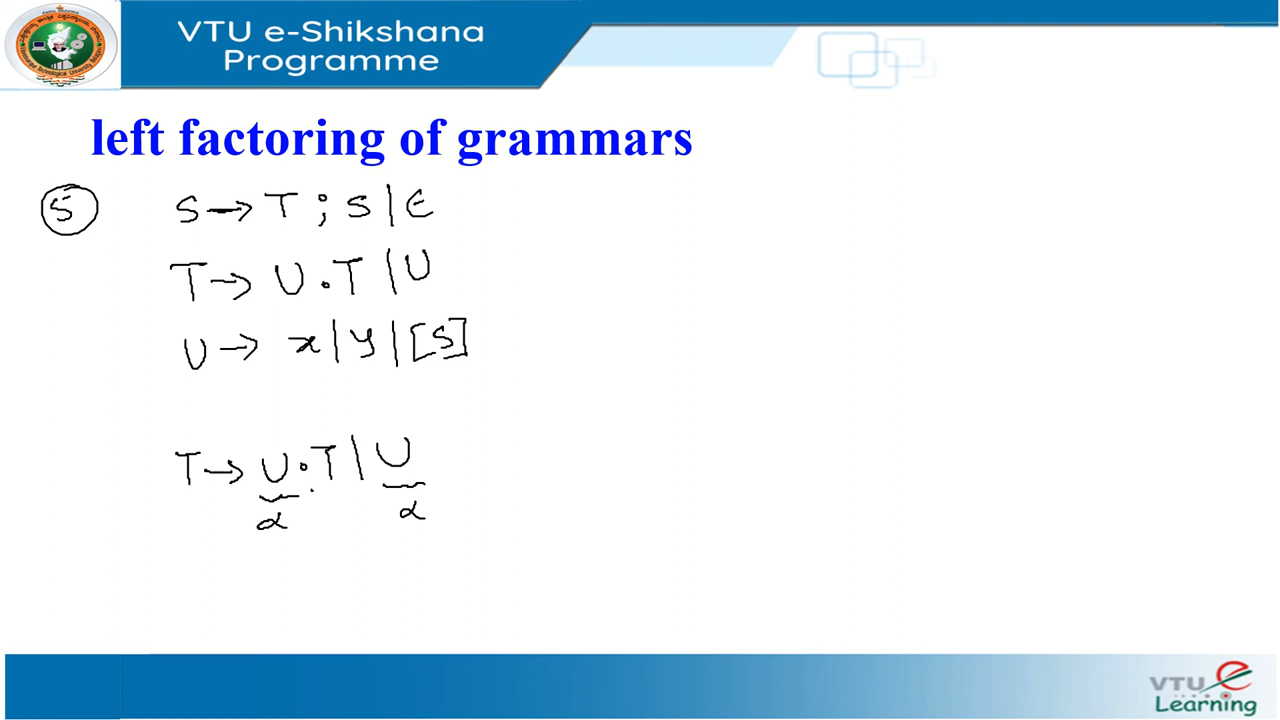 VTU e-Shikshana
Programme
left factoring of grammars
5 S → T ; S | ε
T → U . T | U
U → x | y | [S]
T → U . T | U
α α
VTU e
Learning